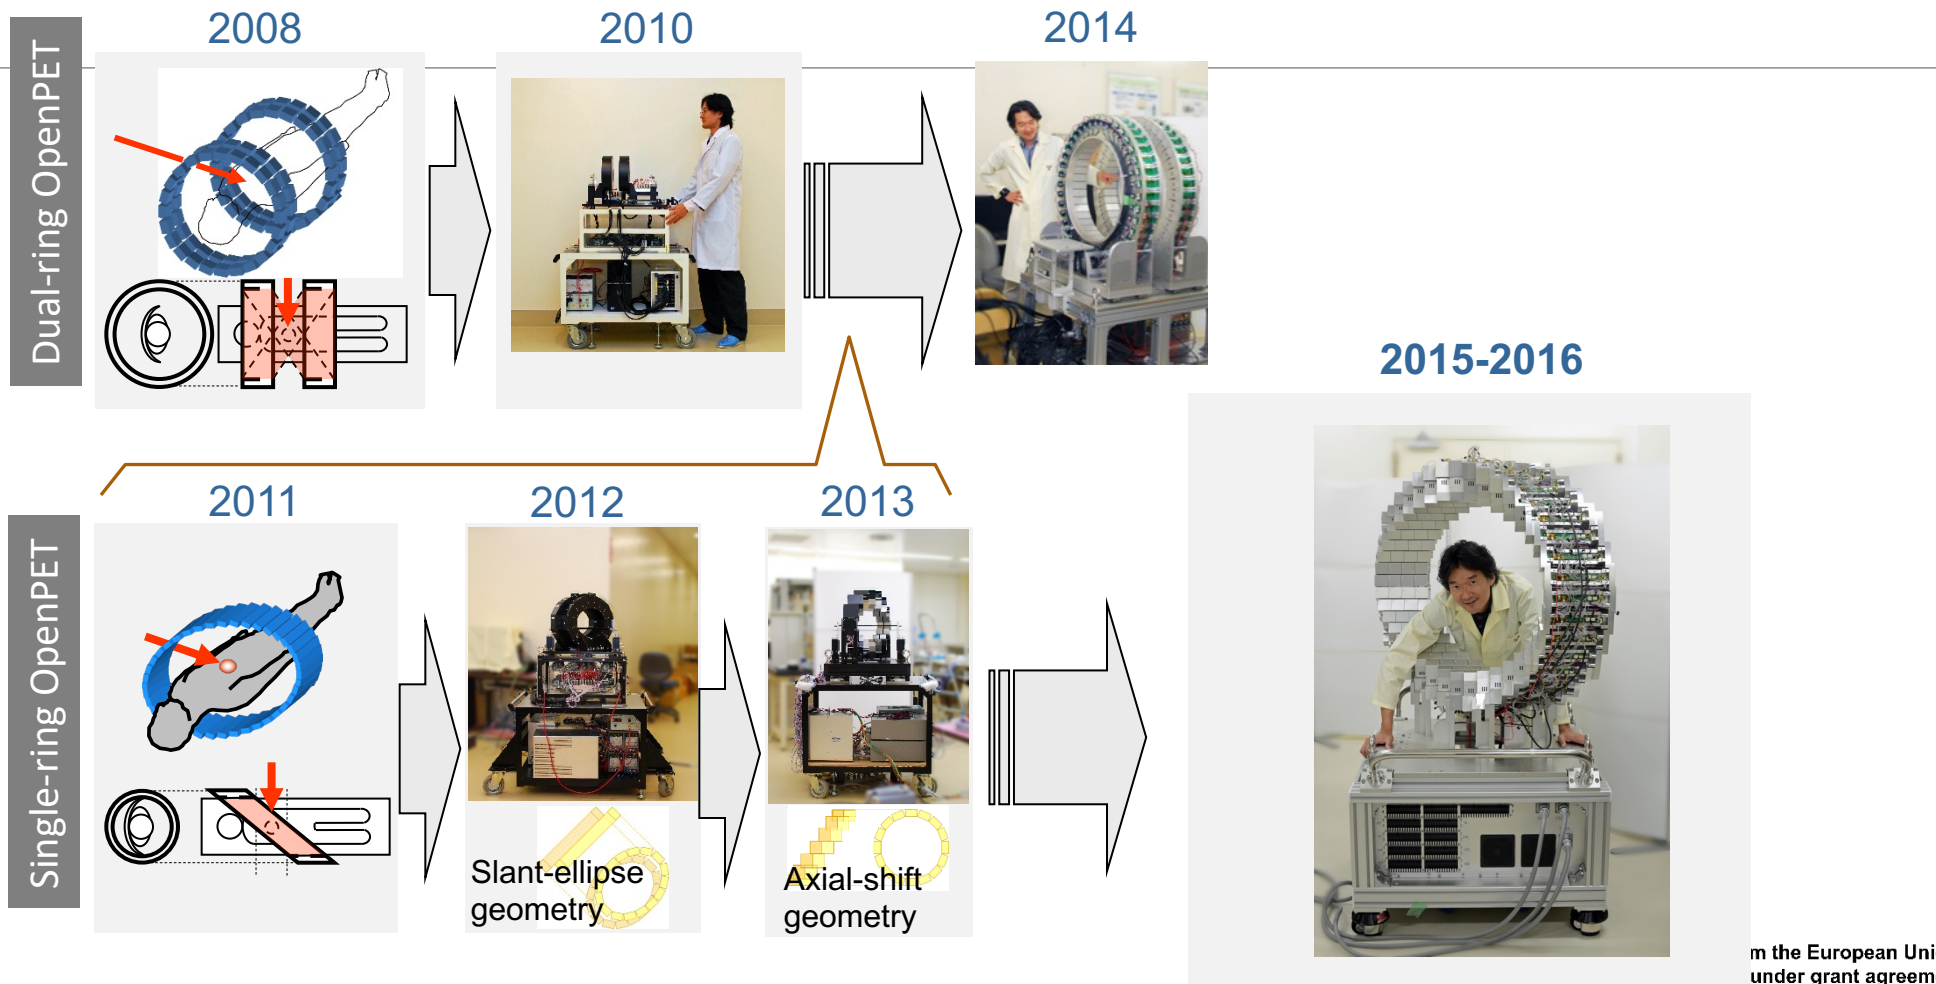 Dual-ring OpenPET
2008
2010
2014
2015-2016
Single-ring OpenPET
2011
2012
2013
Slant-ellipse
geometry
Axial-shift
geometry
m the European Uni
under grant agreem